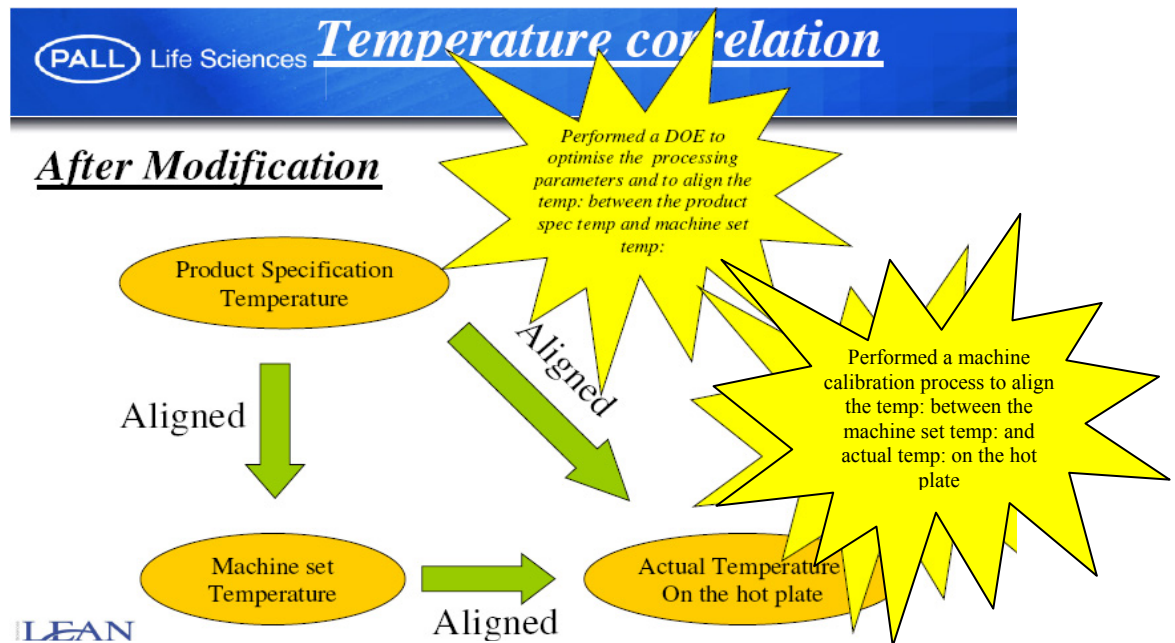 PALL Life Sciences
Temperature correlation
After Modification
Performed a DOE to
optimise the processing
parameters and to align the
temp: between the product
spec temp and machine set
temp:
Product Specification
Temperature
Aligned
Aligned
Performed a machine
calibration process to align
the temp: between the
machine set temp: and
actual temp: on the hot
plate
Machine set
Temperature
Aligned
Actual Temperature
On the hot plate
LEAN